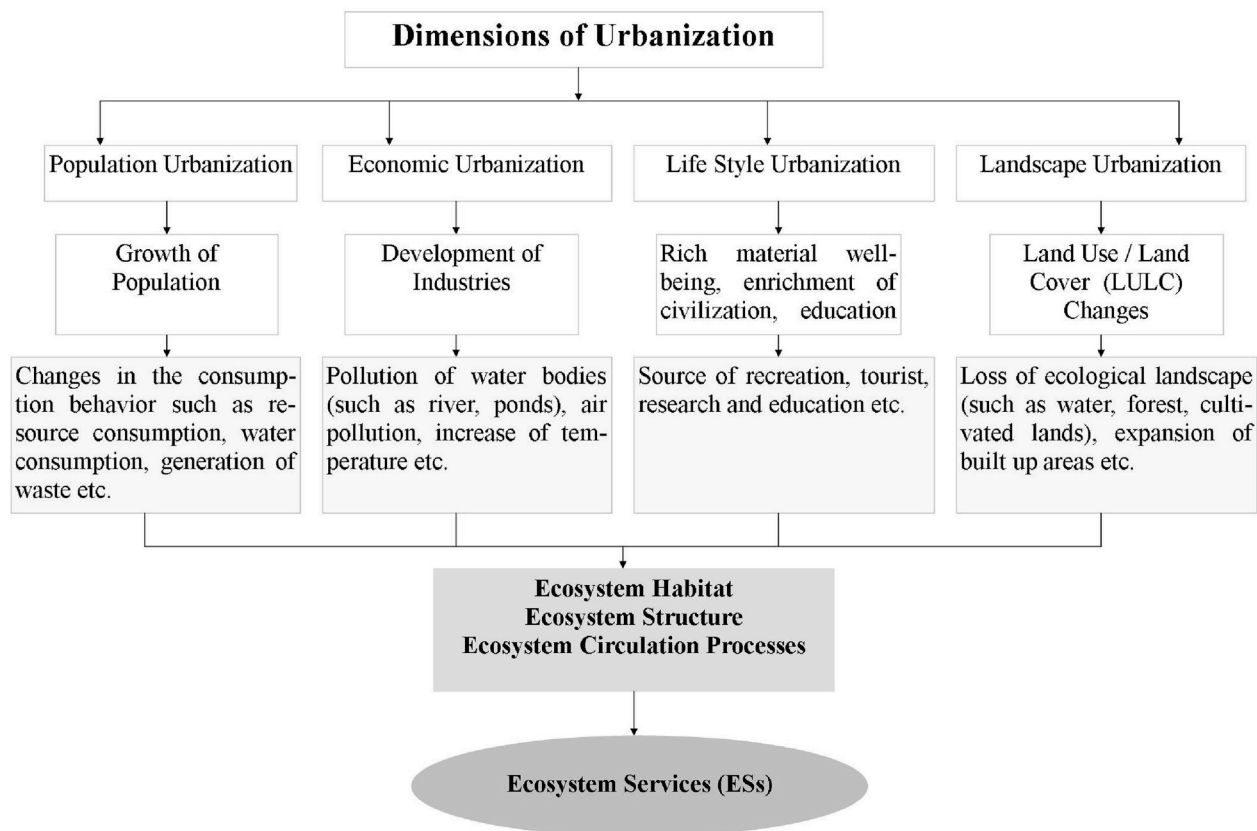 Dimensions of Urbanization
Population Urbanization
Economic Urbanization
Life Style Urbanization
Landscape Urbanization
Growth of
Population
Development of
Industries
Rich material well-
being, enrichment of
civilization, education
Land Use / Land
Cover (LULC)
Changes
Changes in the consump-
tion behavior such as re-
source consumption, water
consumption, generation of
waste etc.
Pollution of water bodies
(such as river, ponds), air
pollution, increase of tem-
perature etc.
Source of recreation, tourist,
research and education etc.
Loss of ecological landscape
(such as water, forest, culti-
vated lands), expansion of
built up areas etc.
Ecosystem Habitat
Ecosystem Structure
Ecosystem Circulation Processes
Ecosystem Services (ESs)